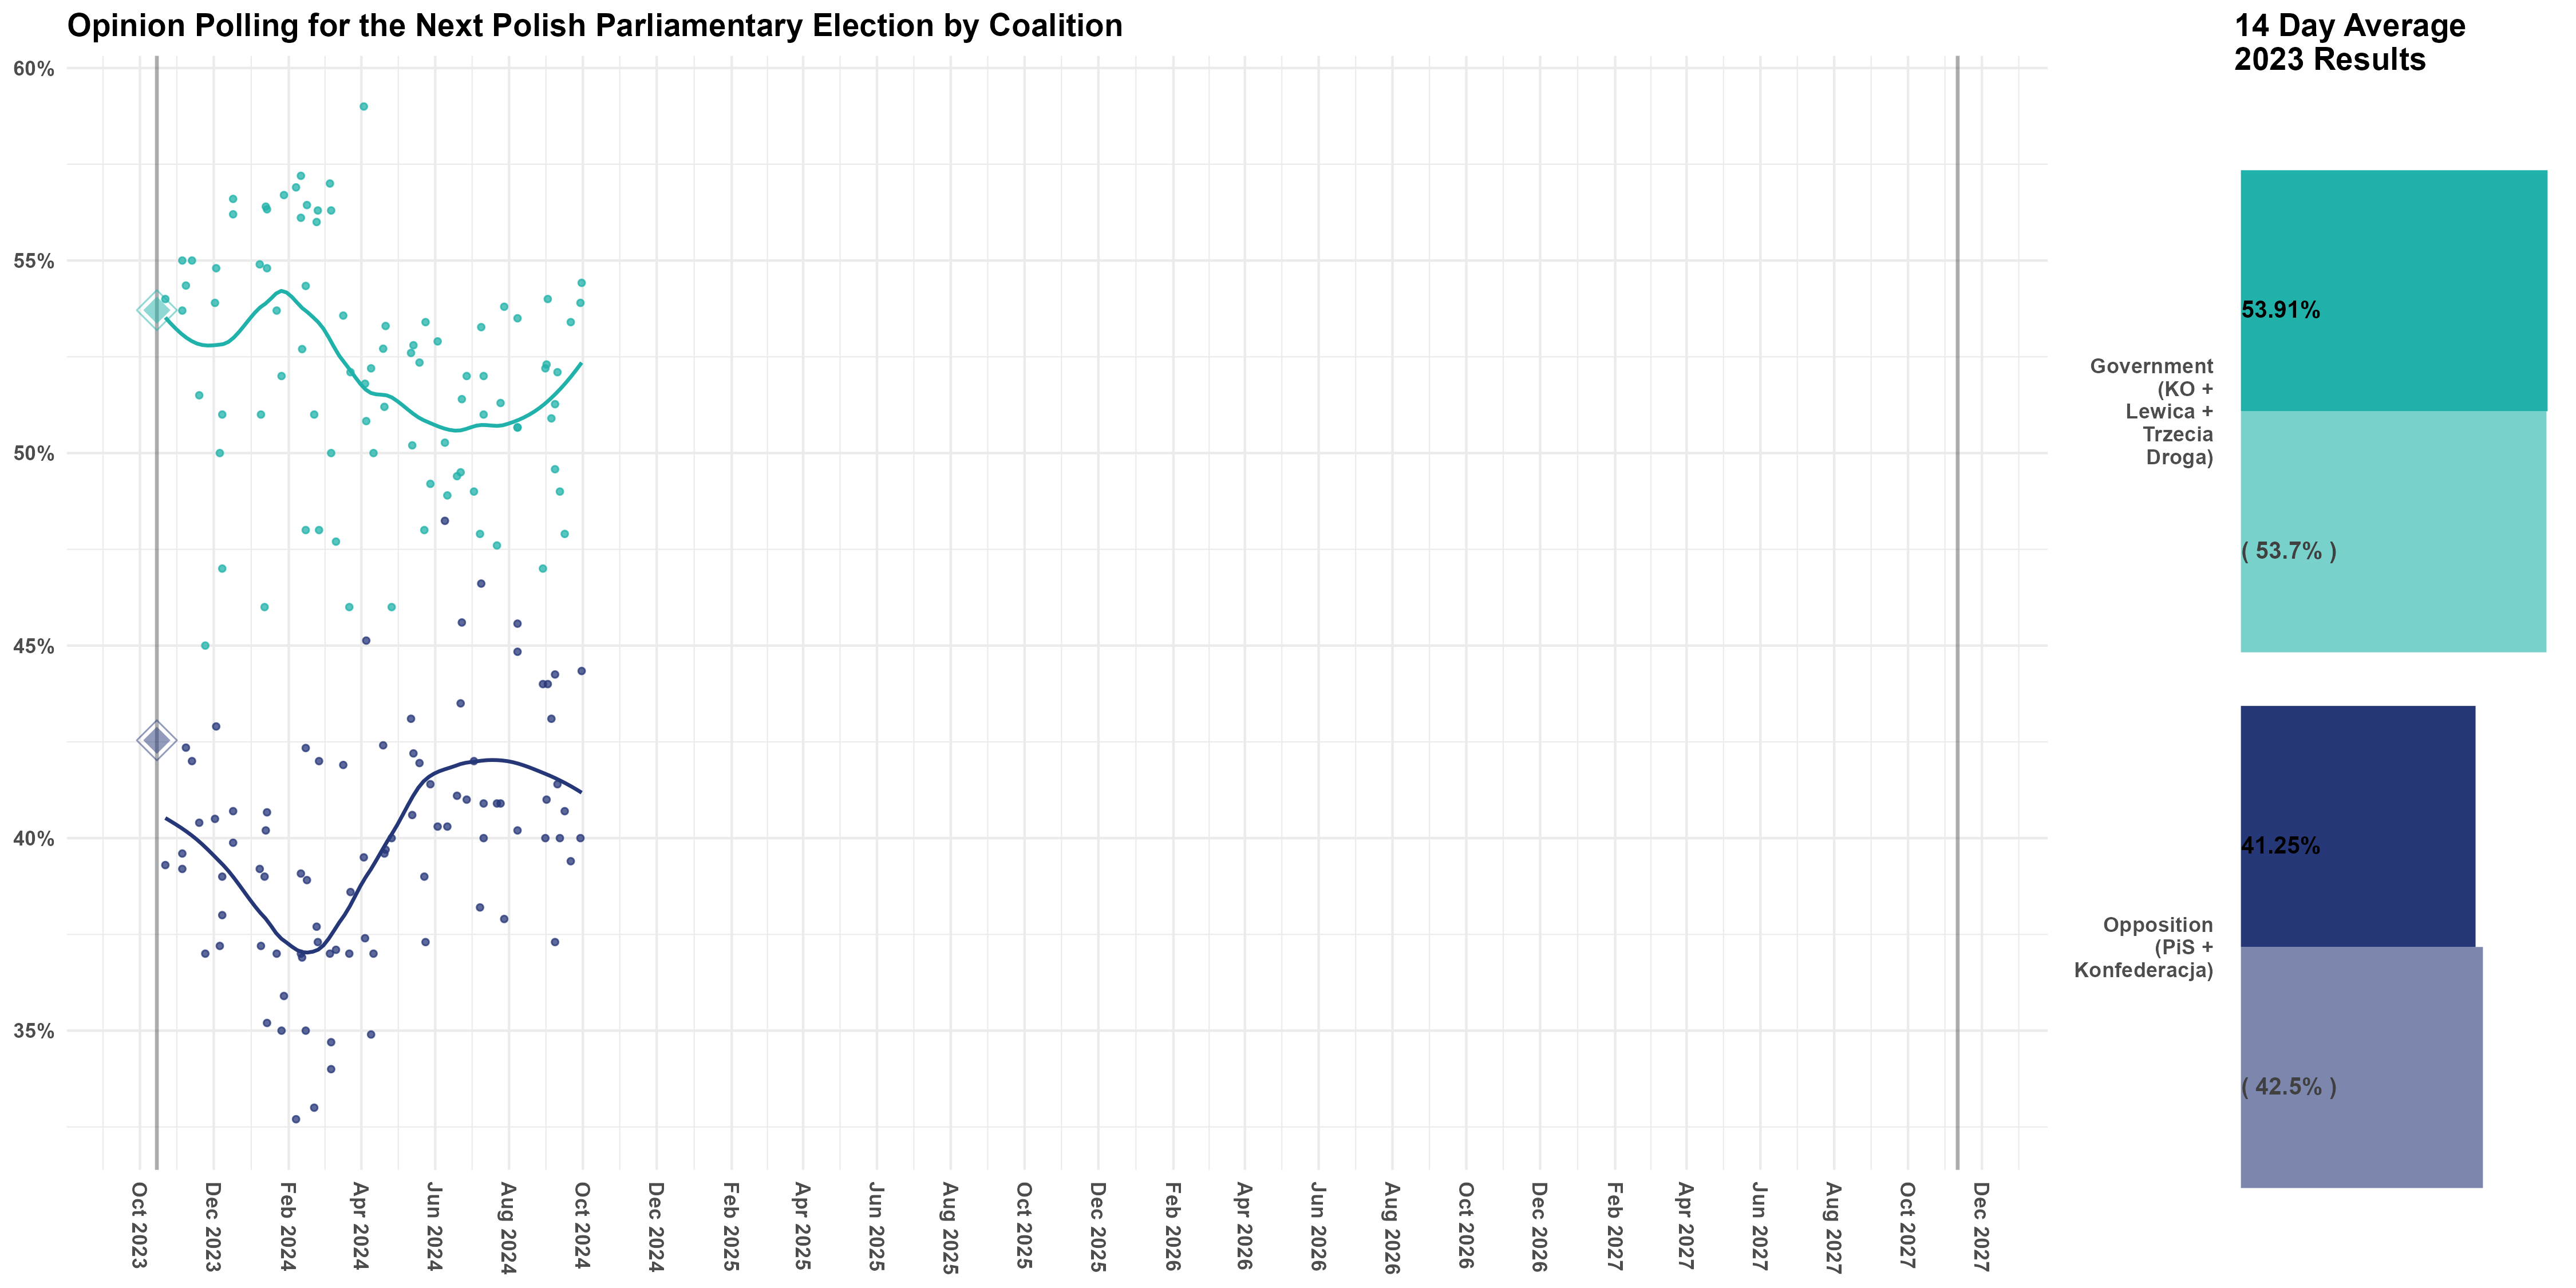 Opinion Polling for the Next Polish Parliamentary Election by Coalition
14 Day Average
2023 Results
60%
55%
50%
45%
40%
35%
Oct 2023
Dec 2023
Feb 2024
Apr 2024
Jun 2024
Aug 2024
Oct 2024
Dec 2024
Feb 2025
Apr 2025
Jun 2025
Aug 2025
Oct 2025
Dec 2025
Feb 2026
Apr 2026
Jun 2026
Aug 2026
Oct 2026
Dec 2026
Feb 2027
Apr 2027
Jun 2027
Aug 2027
Oct 2027
Dec 2027
Government
(KO +
Lewica +
Trzecia
Droga)
53.91%
( 53.7% )
Opposition
(PiS +
Konfederacja)
41.25%
( 42.5% )